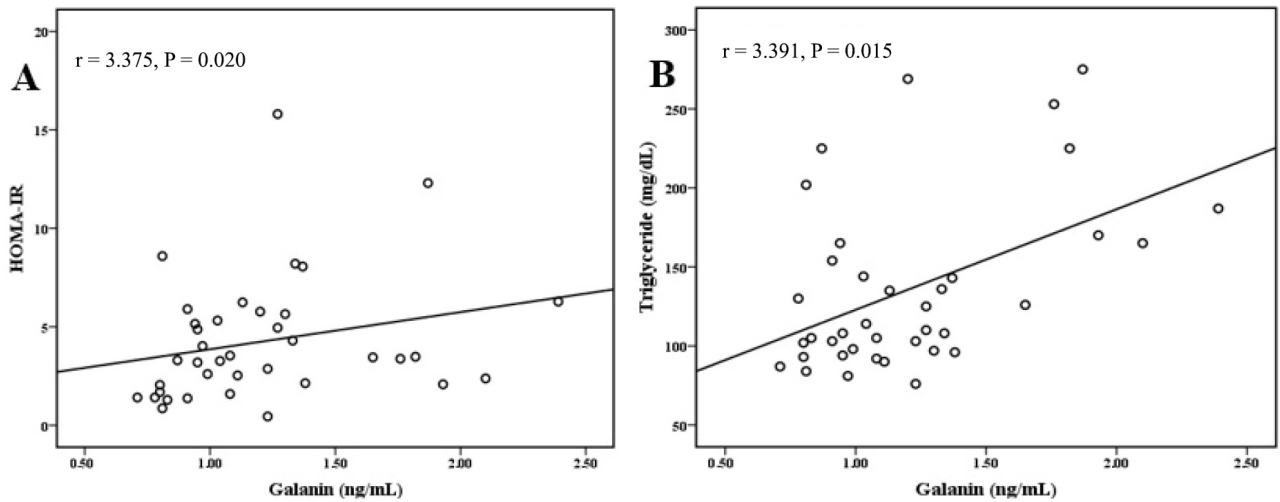 A
r = 3.375, P = 0.020
HOMA-IR
20
15
10
5
0
0.50 1.00 1.50 2.00 2.50
Galanin (ng/mL)
B
r = 3.391, P = 0.015
Triglyceride (mg/dL)
300
250
200
150
100
50
0.50 1.00 1.50 2.00 2.50
Galanin (ng/mL)